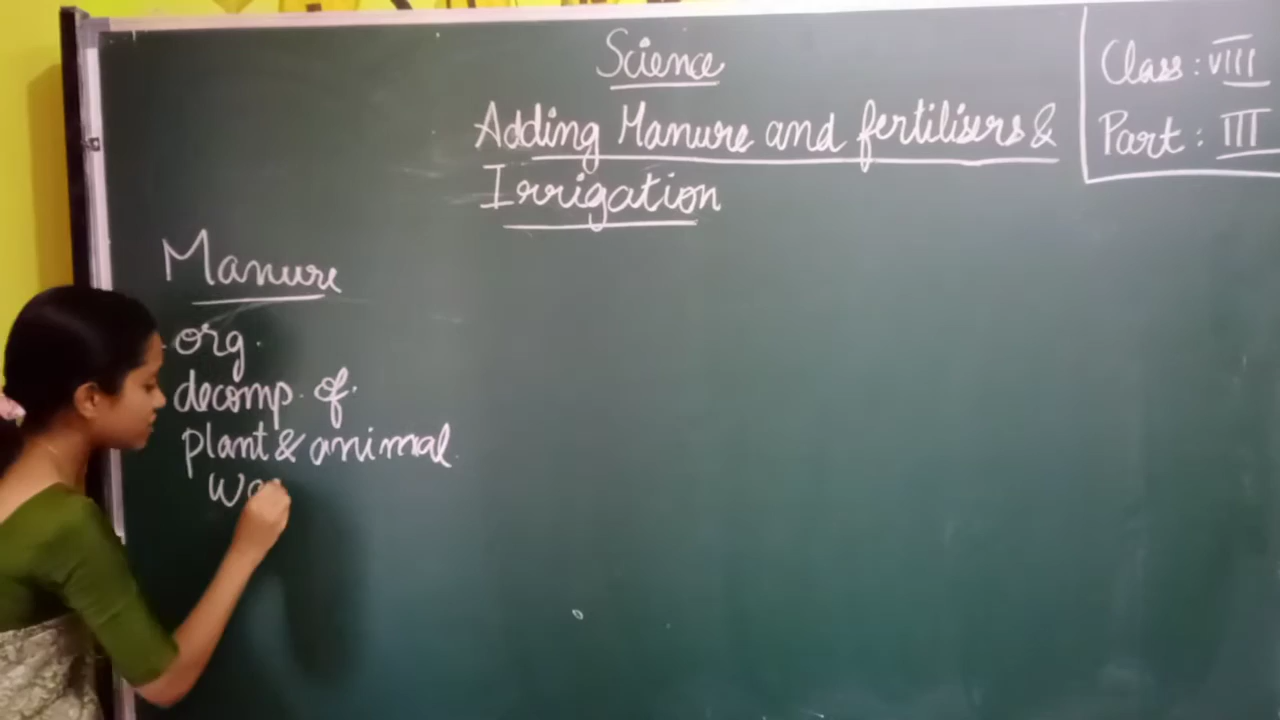 Science
Class: VIII
Adding Manure and fertilisers &
Part: III
Irrigation
Manure
org.
decomp. of.
plant & animal.